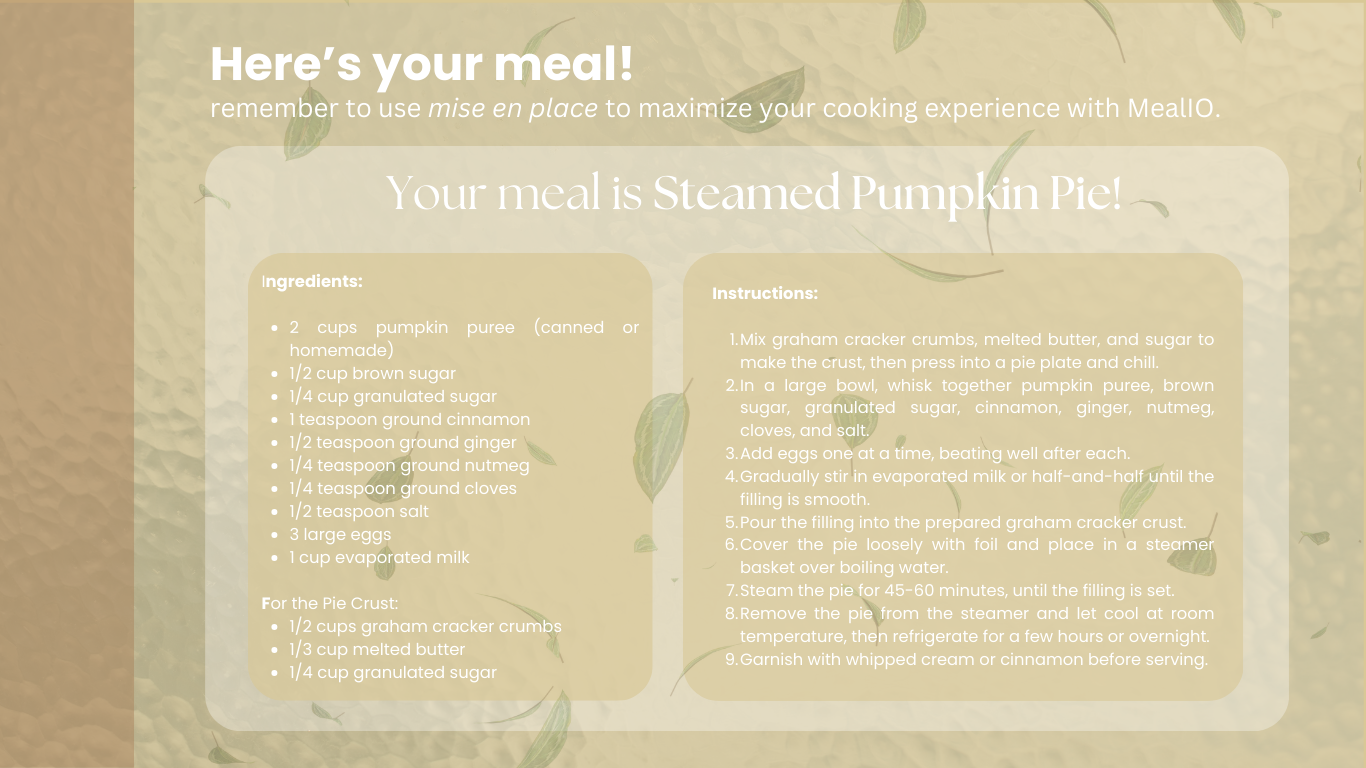 Here’s your meal!
remember to use mise en place to maximize your cooking experience with MealIO.
Your meal is Steamed Pumpkin Pie!
Ingredients:
• 2 cups pumpkin puree (canned or
homemade)
• 1/2 cup brown sugar
• 1/4 cup granulated sugar
• 1 teaspoon ground cinnamon
• 1/2 teaspoon ground ginger
• 1/4 teaspoon ground nutmeg
• 1/4 teaspoon ground cloves
• 1/2 teaspoon salt
• 3 large eggs
• 1 cup evaporated milk
For the Pie Crust:
• 1/2 cups graham cracker crumbs
• 1/3 cup melted butter
• 1/4 cup granulated sugar
Instructions:
1. Mix graham cracker crumbs, melted butter, and sugar to
make the crust, then press into a pie plate and chill.
2. In a large bowl, whisk together pumpkin puree, brown
sugar, granulated sugar, cinnamon, ginger, nutmeg,
cloves, and salt.
3. Add eggs one at a time, beating well after each.
4. Gradually stir in evaporated milk or half-and-half until the
filling is smooth.
5. Pour the filling into the prepared graham cracker crust.
6. Cover the pie loosely with foil and place in a steamer
basket over boiling water.
7. Steam the pie for 45-60 minutes, until the filling is set.
8. Remove the pie from the steamer and let cool at room
temperature, then refrigerate for a few hours or overnight.
9. Garnish with whipped cream or cinnamon before serving.